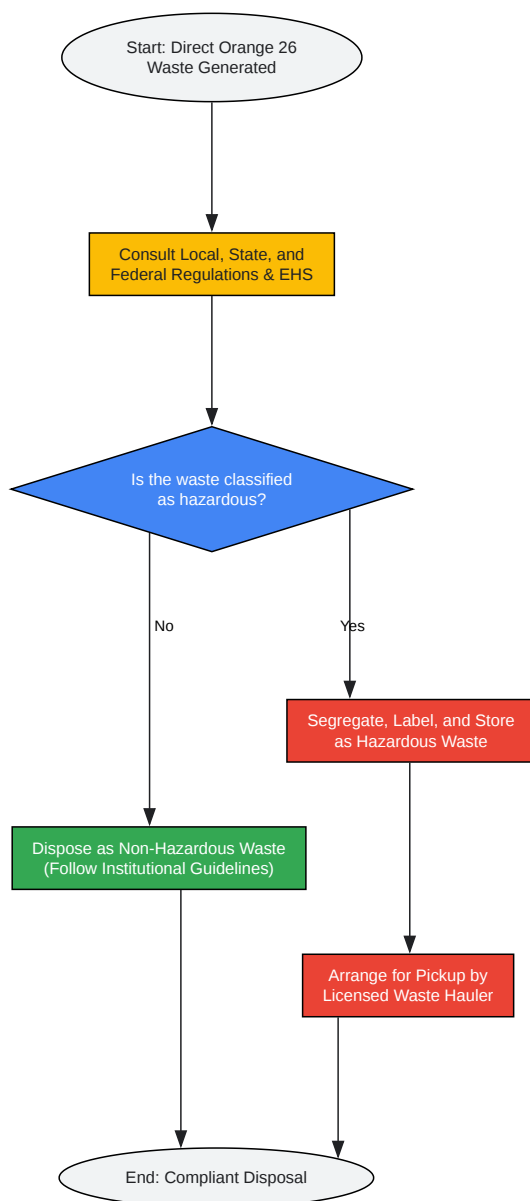 Start: Direct Orange 26
Waste Generated
Consult Local, State, and
Federal Regulations & EHS
Is the waste classified
as hazardous?
No
Yes
Segregate, Label, and Store
as Hazardous Waste
Dispose as Non-Hazardous Waste
(Follow Institutional Guidelines)
Arrange for Pickup by
Licensed Waste Hauler
End: Compliant Disposal